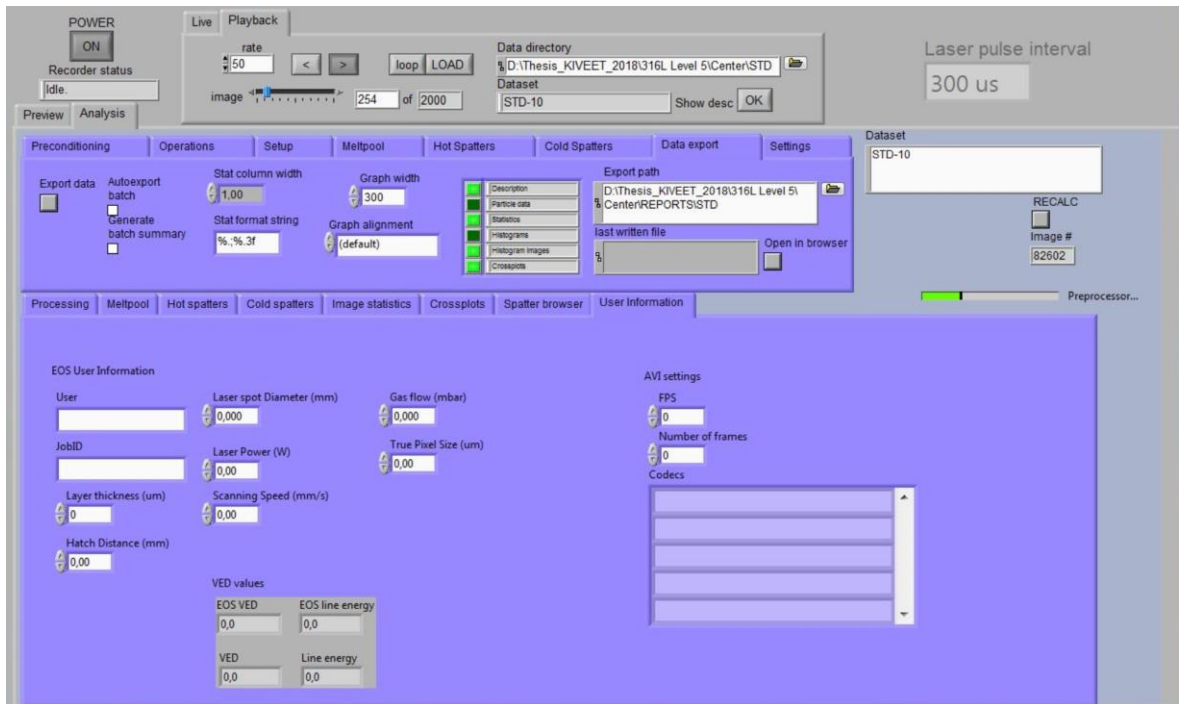 POWER
ON
Recorder status
Idle.
Live Playback
rate
50
< > loop LOAD
image 254 of 2000
Data directory
D:\Thesis_KIVEET_2018\316L Level 5\Center\STD
Dataset
STD-10 Show desc OK
Laser pulse interval
300 us
Preview Analysis
Preconditioning Operations Setup Meltpool Hot Spatters Cold Spatters Data export Settings
Export data
Autoexport
batch
Generate
batch summary
Stat column width
1,00
Stat format string
%.;%.3f
Graph width
300
Graph alignment
(default)
Description
Particle data
Statistics
Histograms
Histogram images
Crossplots
Export path
D:\Thesis_KIVEET_2018\316L Level 5\
Center\REPORTS\STD
last written file
Open in browser
Dataset
STD-10
RECALC
Image #
82602
Preprocessor...
Processing Meltpool Hot spatters Cold spatters Image statistics Crossplots Spatter browser User Information
EOS User Information
User
JobID
Layer thickness (um)
0
Hatch Distance (mm)
0,00
Laser spot Diameter (mm)
0,000
Laser Power (W)
0,00
Scanning Speed (mm/s)
0,00
Gas flow (mbar)
0,000
True Pixel Size (um)
0,00
VED values
EOS VED EOS line energy
0,0 0,0
VED Line energy
0,0 0,0
AVI settings
FPS
0
Number of frames
0
Codecs